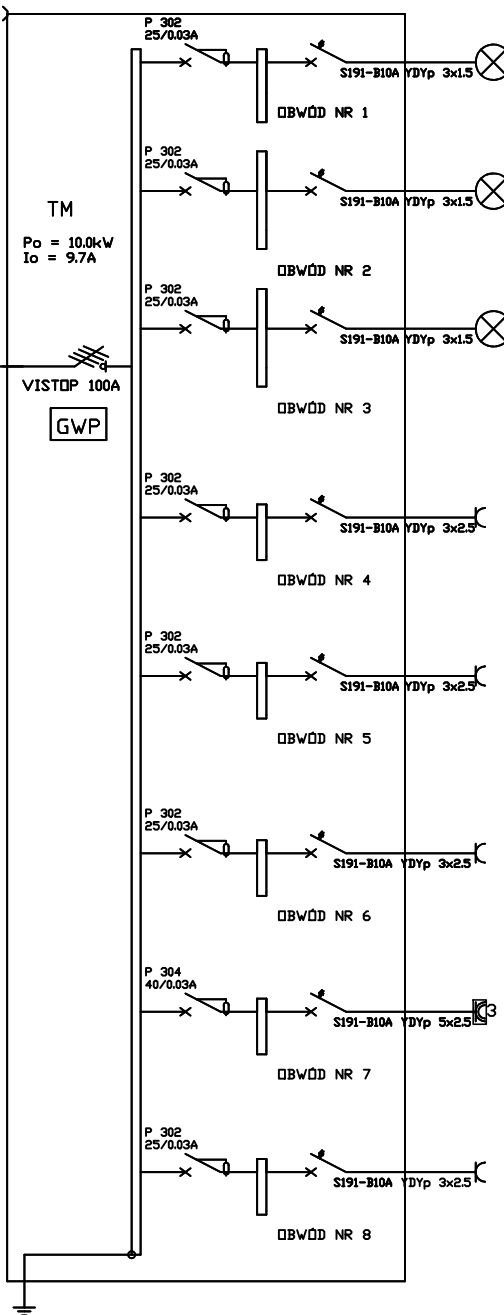 P 302
25/0.03A
S191-B10A YDYp 3x1.5
OBWÓD NR 1
P 302
25/0.03A
S191-B10A YDYp 3x1.5
TM
Po = 10.0kW
Io = 9.7A
OBWÓD NR 2
P 302
25/0.03A
S191-B10A YDYp 3x1.5
VISTOP 100A
OBWÓD NR 3
GWP
P 302
25/0.03A
S191-B10A YDYp 3x2.5
OBWÓD NR 4
P 302
25/0.03A
S191-B10A YDYp 3x2.5
OBWÓD NR 5
P 302
25/0.03A
S191-B10A YDYp 3x2.5
OBWÓD NR 6
P 304
40/0.03A
3
S191-B10A YDYp 5x2.5
OBWÓD NR 7
P 302
25/0.03A
S191-B10A YDYp 3x2.5
OBWÓD NR 8